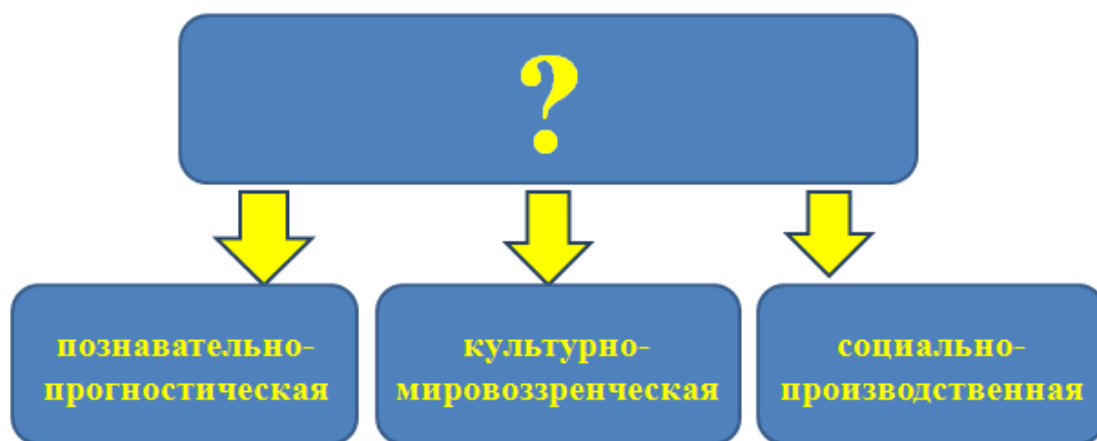 ?
познавательно-
прогностическая
культурно-
мировоззренческая
социально-
производственная